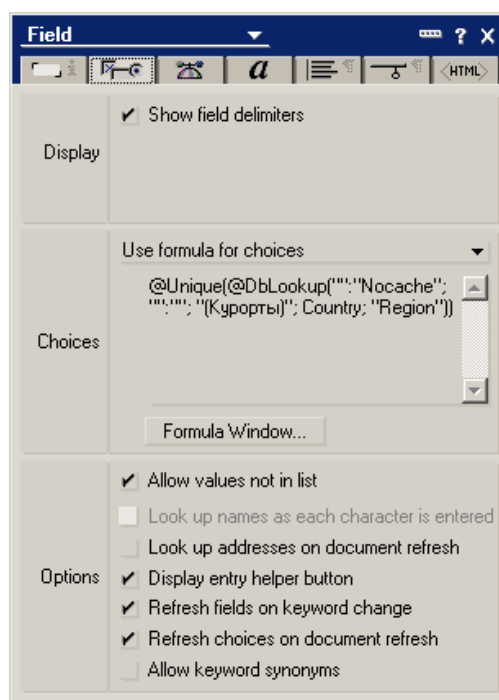 Field
? X
a
<HTML>
Display
Show field delimiters
Choices
Use formula for choices
@Unique(@DbLookup("":"Nocache";
"":""; "(Курорты)"; Country; "Region"))
Formula Window...
Options
Allow values not in list
Look up names as each character is entered
Look up addresses on document refresh
Display entry helper button
Refresh fields on keyword change
Refresh choices on document refresh
Allow keyword synonyms